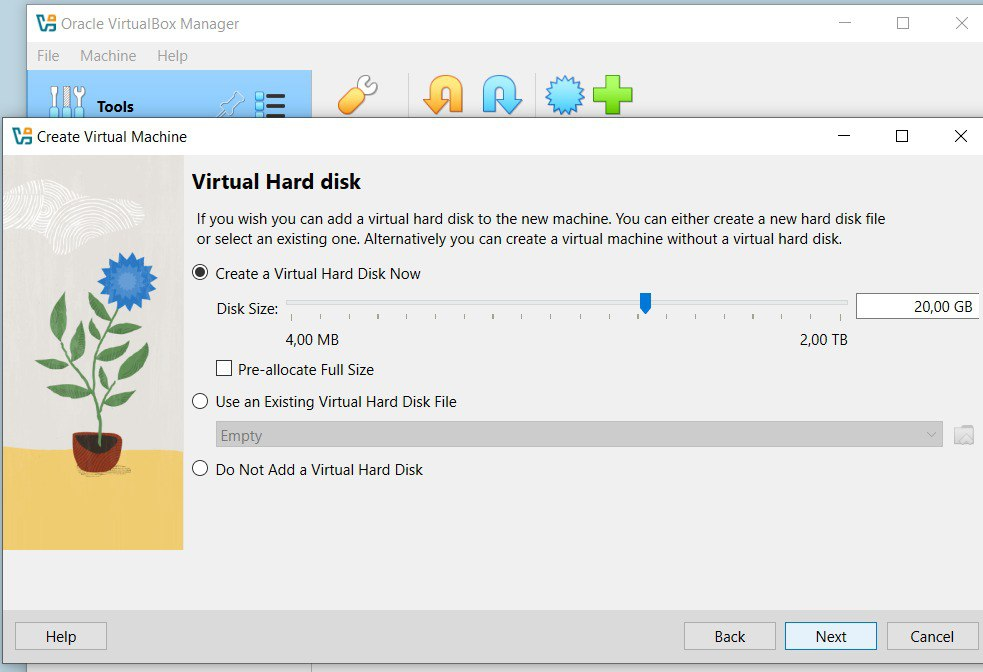 Oracle VirtualBox Manager
File Machine Help
Tools
Create Virtual Machine
Virtual Hard disk
If you wish you can add a virtual hard disk to the new machine. You can either create a new hard disk file
or select an existing one. Alternatively you can create a virtual machine without a virtual hard disk.
Create a Virtual Hard Disk Now
Disk Size: 20,00 GB
4,00 MB 2,00 TB
Pre-allocate Full Size
Use an Existing Virtual Hard Disk File
Empty
Do Not Add a Virtual Hard Disk
Help Back Next Cancel